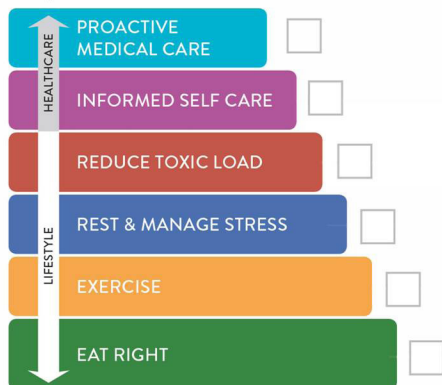 PROACTIVE
MEDICAL CARE
HEALTHCARE
INFORMED SELF CARE
REDUCE TOXIC LOAD
REST & MANAGE STRESS
LIFESTYLE
EXERCISE
EAT RIGHT